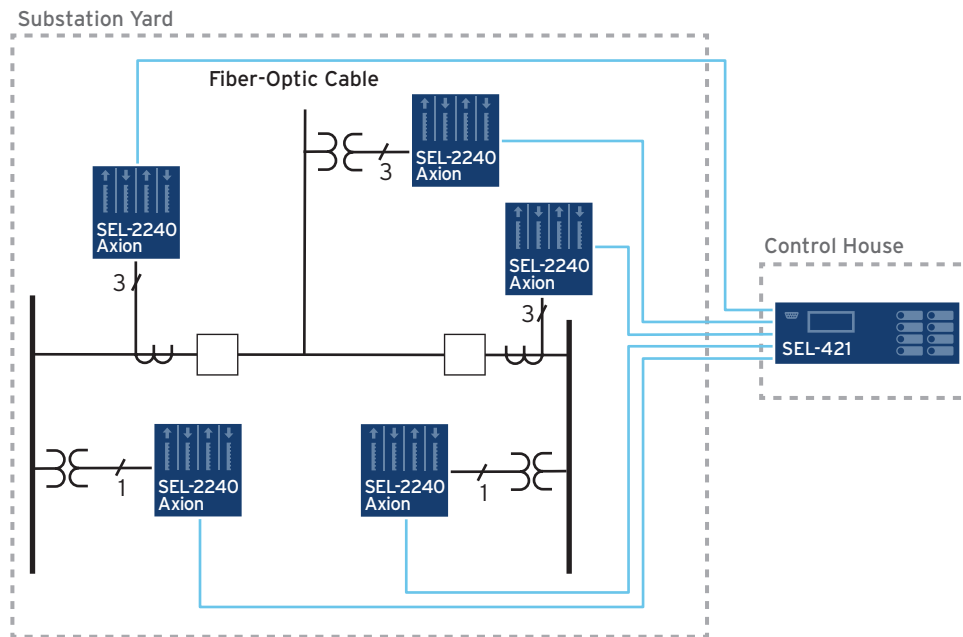 Substation Yard
Fiber-Optic Cable
SEL-2240
Axion
3
SEL-2240
Axion
3
SEL-2240
Axion
3
Control House
SEL-421
SEL-2240
Axion
1
SEL-2240
Axion
1